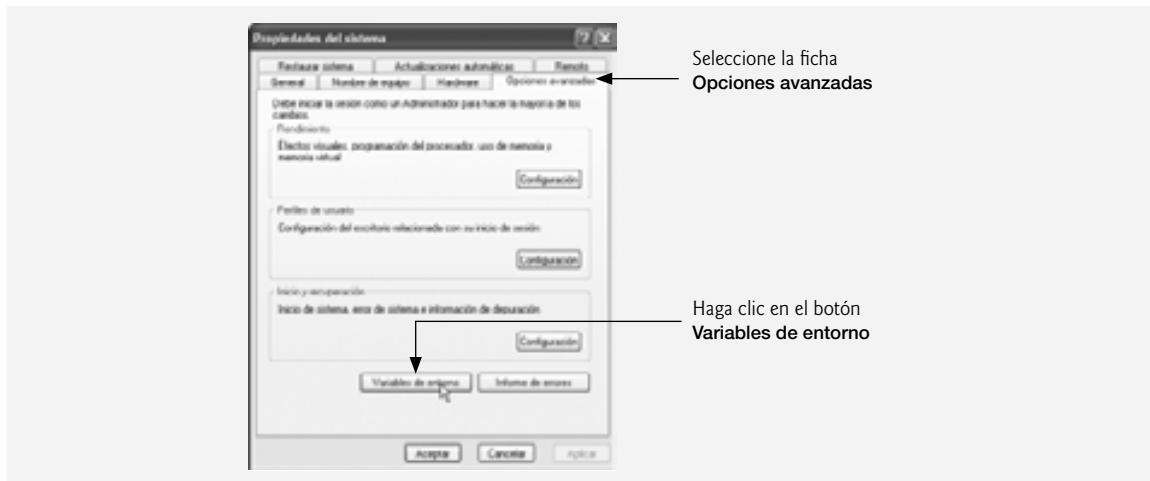 Propiedades del sistema
Seleccione la ficha
Opciones avanzadas
Restaurar sistema
Actualizaciones automáticas
Remoto
General
Nombre de equipo
Hardware
Opciones avanzadas
Debe iniciar la sesión como un Administrador para hacer la mayoría de los
cambios.
Rendimiento
Efectos visuales, programación del procesador, uso de memoria y
memoria virtual
Configuración
Perfiles de usuario
Configuración del escritorio relacionada con su inicio de sesión
Configuración
Inicio y recuperación
Inicio de sistema, error de sistema e información de depuración
Configuración
Haga clic en el botón
Variables de entorno
Variables de entorno
Informe de errores
Aceptar
Cancelar
Aplicar